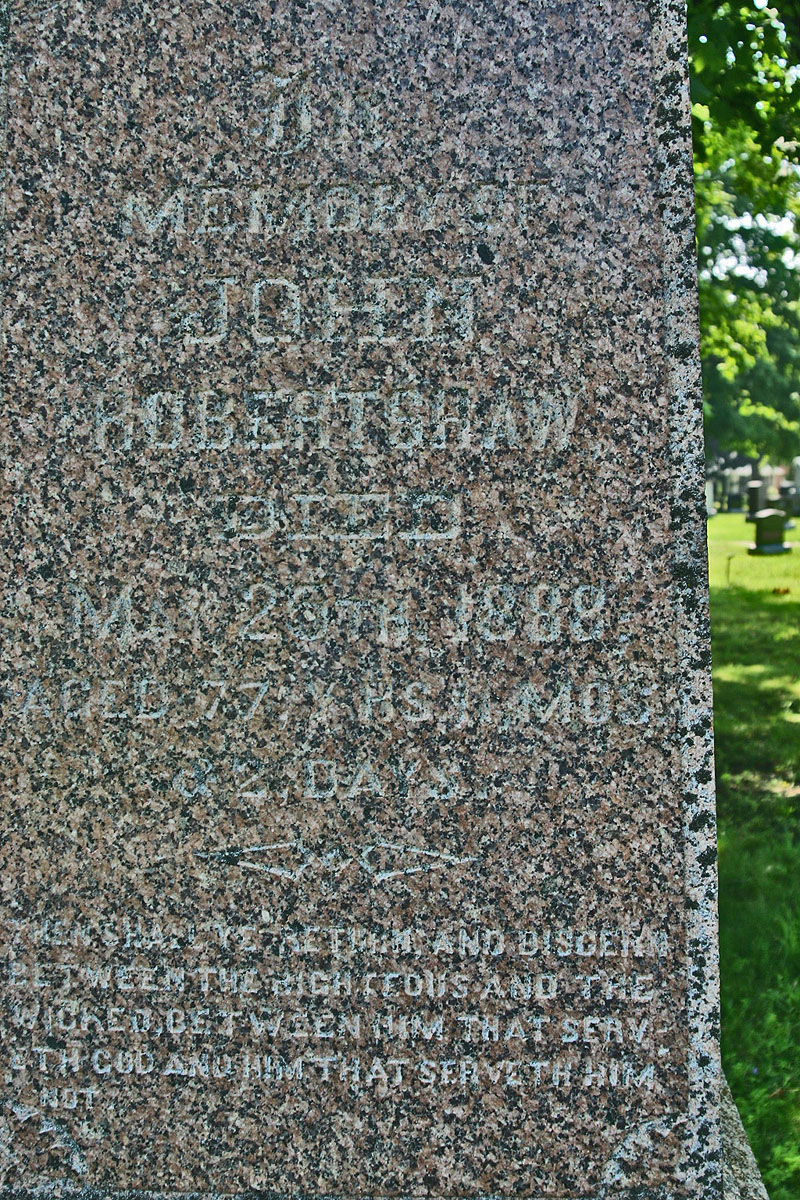 In
MEMORY OF
JOHN
ROBERTSHAW
DIED
MAY 29TH. 1888,
AGED 77, YRS. 11, MOS.
& 2, DAYS.
THEN SHALL YE RETURN, AND DISCERN
BETWEEN THE RIGHTEOUS AND THE
WICKED, BETWEEN HIM THAT SERV-
ETH GOD AND HIM THAT SERVETH HIM
NOT